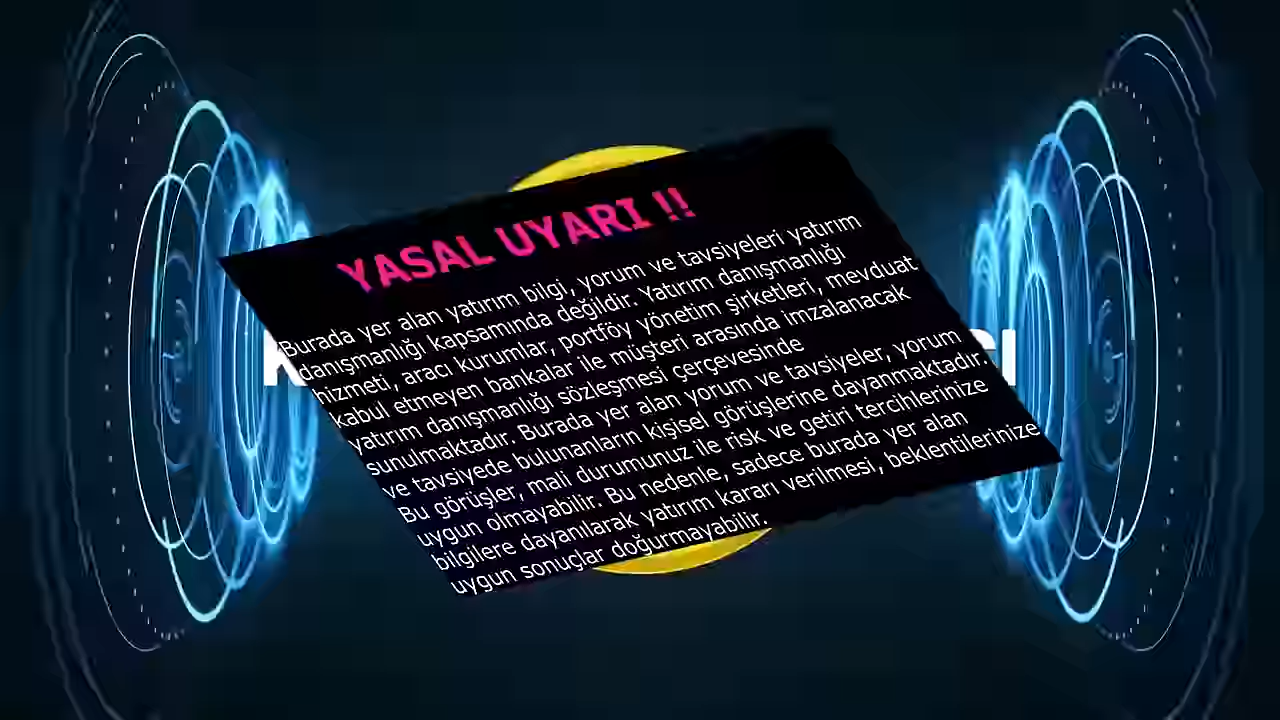 YASAL UYARI !!
Burada yer alan yatırım bilgi, yorum ve tavsiyeleri yatırım
danışmanlığı kapsamında değildir. Yatırım danışmanlığı
hizmeti, aracı kurumlar, portföy yönetim şirketleri, mevduat
kabul etmeyen bankalar ile müşteri arasında imzalanacak
yatırım danışmanlığı sözleşmesi çerçevesinde
sunulmaktadır. Burada yer alan yorum ve tavsiyeler, yorum
ve tavsiyede bulunanların kişisel görüşlerine dayanmaktadır.
Bu görüşler, mali durumunuz ile risk ve getiri tercihlerinize
uygun olmayabilir. Bu nedenle, sadece burada yer alan
bilgilere dayanılarak yatırım kararı verilmesi, beklentilerinize
uygun sonuçlar doğurmayabilir.